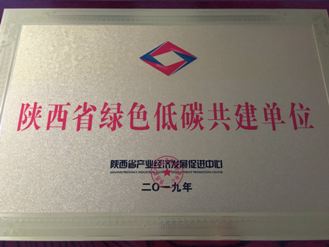 陕西省绿色低碳共建单位
陕西省产业经济发展促进中心
二〇一九年